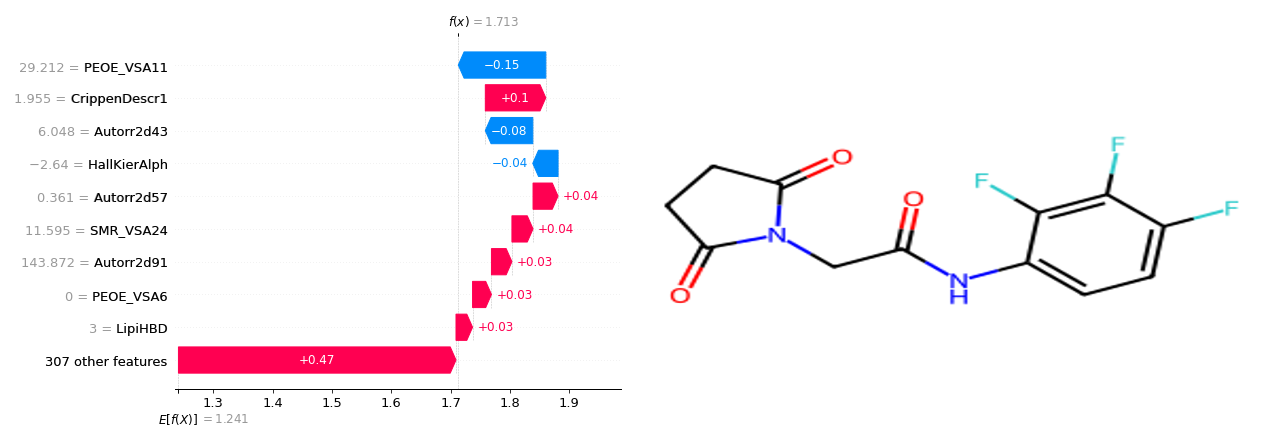 f(x) = 1.713
29.212 = PEOE_VSA11
−0.15
1.955 = CrippenDescr1
+0.1
6.048 = Autorr2d43
−0.08
−2.64 = HallKierAlph
−0.04
0.361 = Autorr2d57
+0.04
11.595 = SMR_VSA24
+0.04
143.872 = Autorr2d91
+0.03
0 = PEOE_VSA6
+0.03
3 = LipiHBD
+0.03
307 other features
+0.47
1.3 1.4 1.5 1.6 1.7 1.8 1.9
E[f(X)] = 1.241
F
O
F
O
F
N
N
H
O